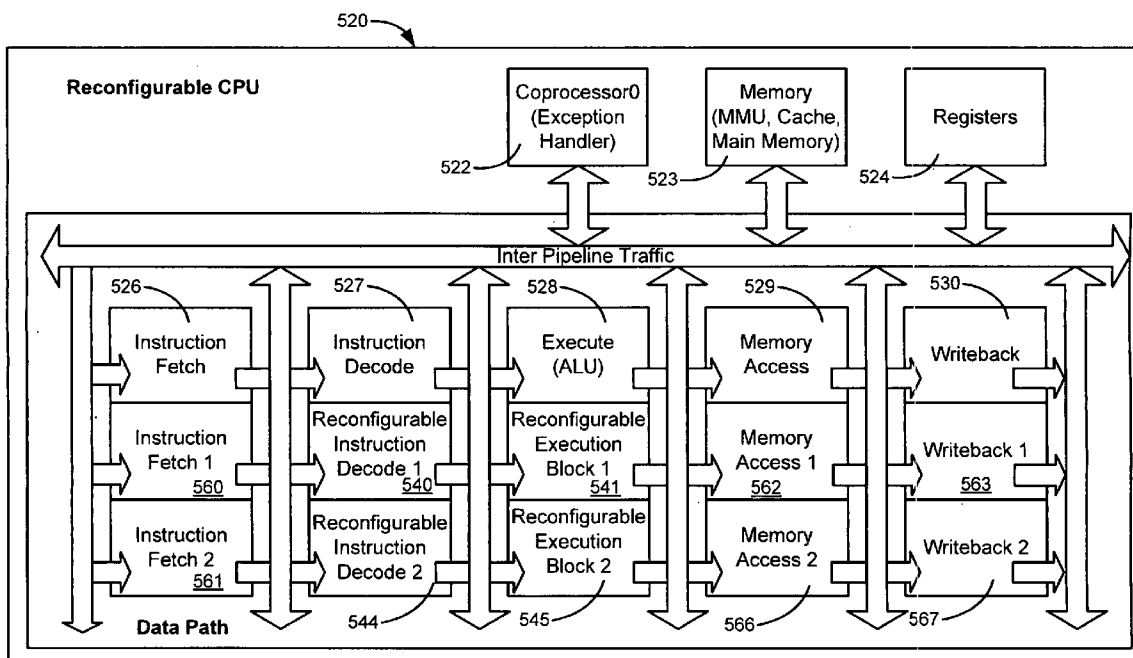 520
Reconfigurable CPU
Coprocessor0
(Exception
Handler)
522
Memory
(MMU, Cache,
Main Memory)
523
Registers
524
Inter Pipeline Traffic
526
527
528
529
530
Instruction
Fetch
Instruction
Decode
Execute
(ALU)
Memory
Access
Writeback
Instruction
Fetch 1
560
Reconfigurable
Instruction
Decode 1
540
Reconfigurable
Execution
Block 1
541
Memory
Access 1
562
Writeback 1
563
Instruction
Fetch 2
561
Reconfigurable
Instruction
Decode 2
544
Reconfigurable
Execution
Block 2
545
Memory
Access 2
566
Writeback 2
567
Data Path